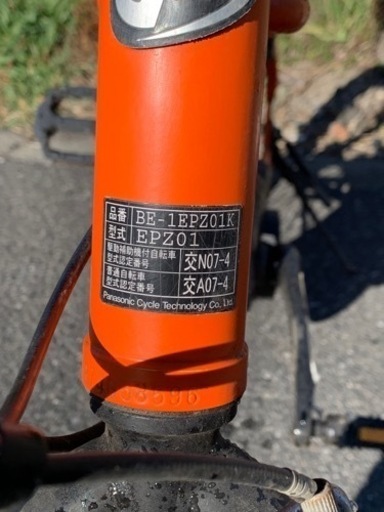 品番 BE-1EPZ01K
型式 EPZ01
駆動補助機付自転車
型式認定番号 交N07-4
普通自転車
型式認定番号 交A07-4
Panasonic Cycle Technology Co., Ltd.